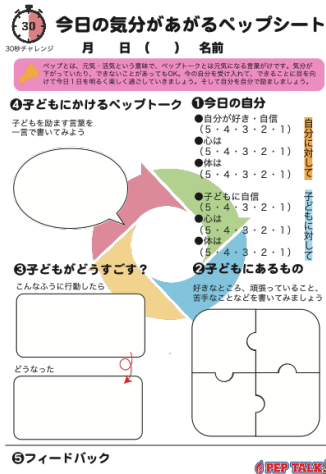 30
30秒チャレンジ
今日の気分があがるペップシート
月　日（　）名前
ペップとは、元気・活気という意味で、ペップトークとは元気になる言葉がけです。気分が
下がっていたり、できないことがあってもOK。今の自分を受け入れて、できることに目を向
けて今日1日を明るく楽しく過ごしていきましょう。そして自分を自分で励ましましょう。
❹子どもにかけるペップトーク
子どもを励ます言葉を
一言で書いてみよう
❶今日の自分
●自分が好き・自信
（5・4・3・2・1）
●心は
（5・4・3・2・1）
●体は
（5・4・3・2・1）
自分に対して
●子どもに自信
（5・4・3・2・1）
●心は
（5・4・3・2・1）
●体は
（5・4・3・2・1）
子どもに対して
❸子どもがどうすごす？
こんなふうに行動したら
どうなった
❷子どもにあるもの
好きなところ、頑張っていること、
苦手なことなどを書いてみましょう
❺フィードバック
PEP TALK